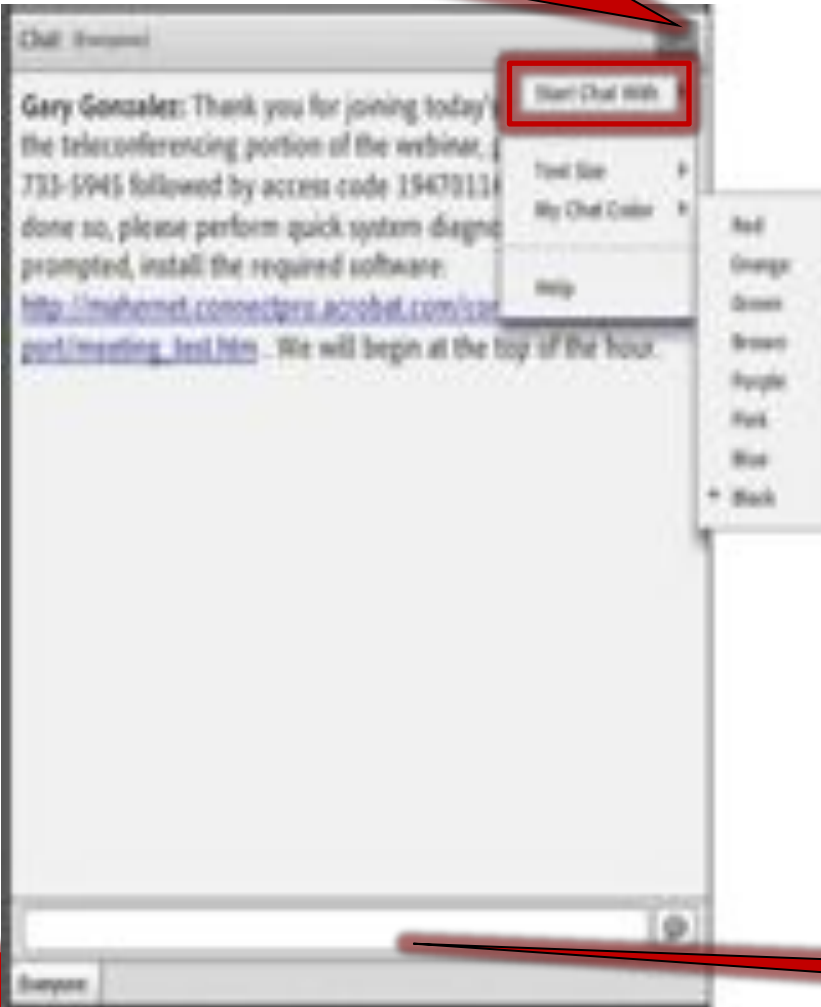 Chat (Everyone)
Start Chat With
Gary Gonzalez: Thank you for joining today's
the teleconferencing portion of the webinar,
733-5945 followed by access code
done so, please perform quick system
prompted, install the required software:
. We will begin at the top of the hour.
Text Size
My Chat Color
Help
Red
Orange
Green
Brown
Purple
Pink
Blue
Black
Everyone